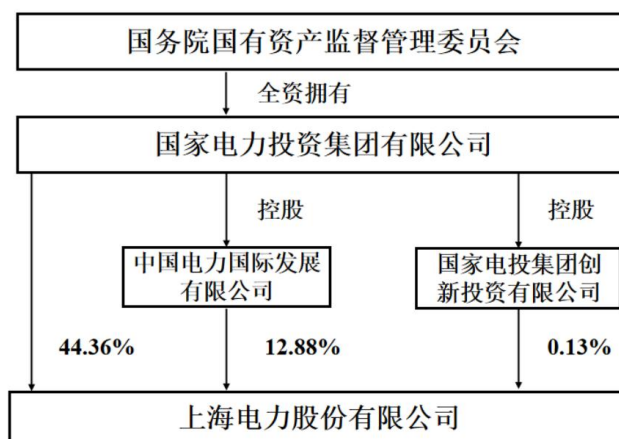 国务院国有资产监督管理委员会
全资拥有
国家电力投资集团有限公司
控股
控股
中国电力国际发展
有限公司
国家电投集团创
新投资有限公司
44.36%
12.88%
0.13%
上海电力股份有限公司